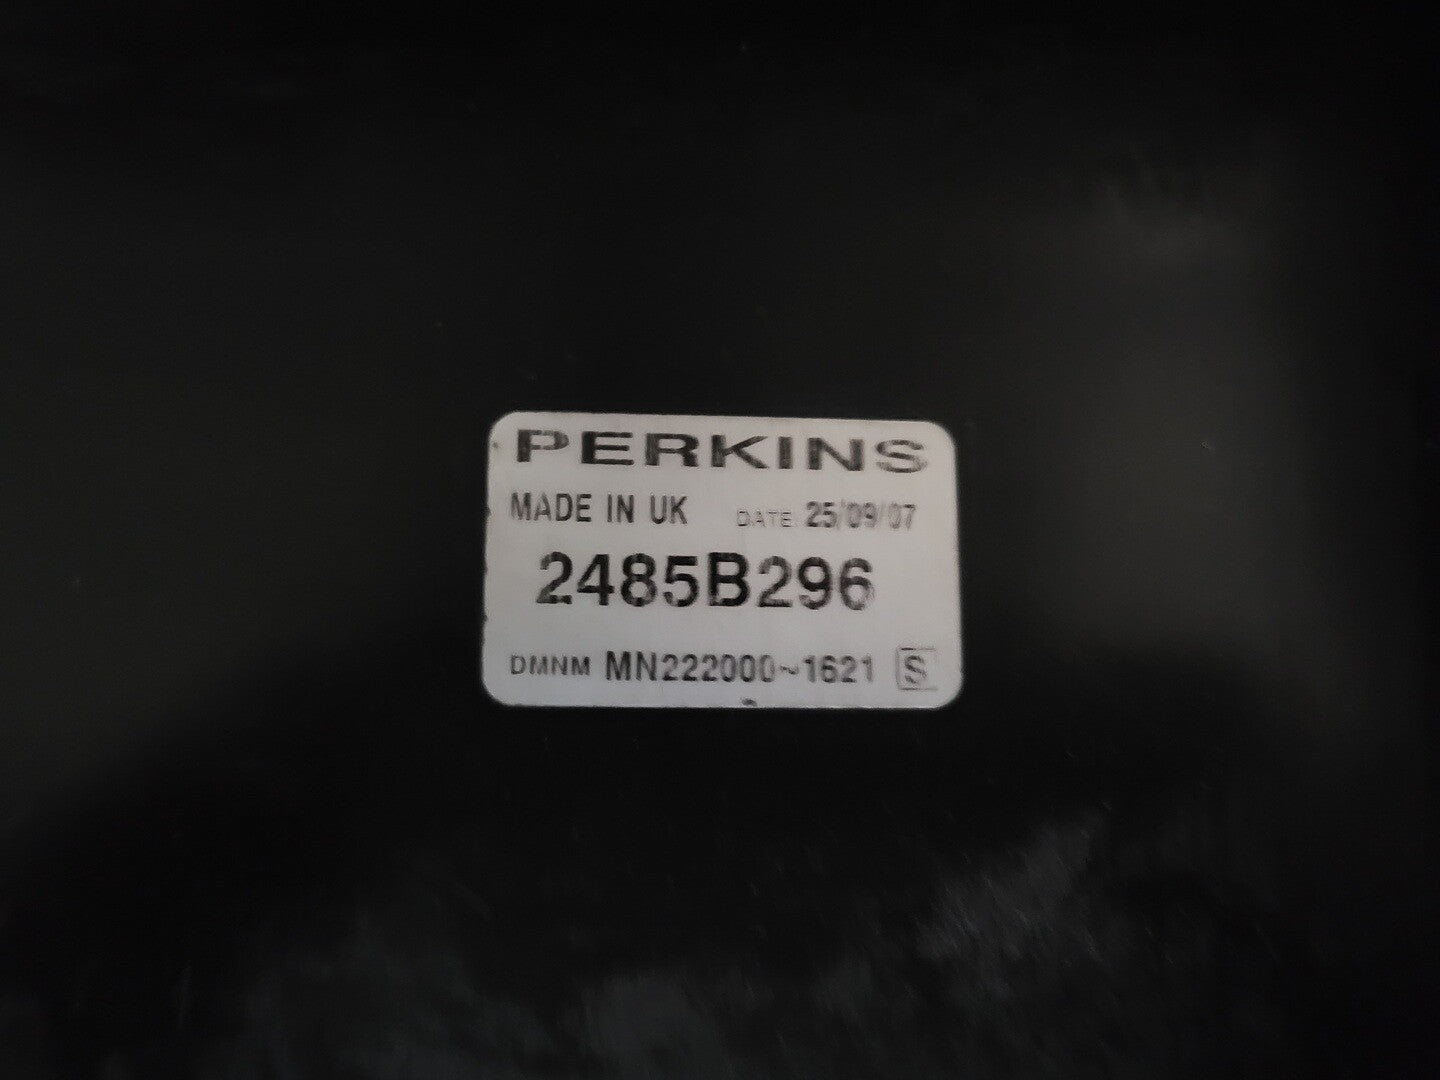 PERKINS
MADE IN UK DATE 25/09/07
2485B296
DMNM MN222000~1621 S